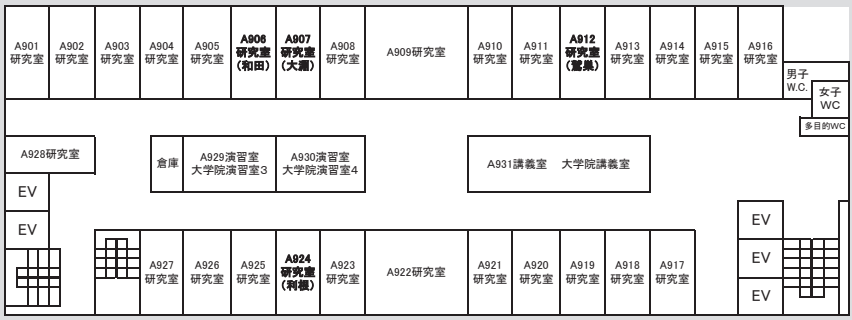 A901
研究室
A902
研究室
A903
研究室
A904
研究室
A905
研究室
A906
研究室
(和田)
A907
研究室
(大淵)
A908
研究室
A909研究室
A910
研究室
A911
研究室
A912
研究室
(鷲巣)
A913
研究室
A914
研究室
A915
研究室
A916
研究室
男子
W.C.
女子
WC
多目的WC
A928研究室
倉庫
A929演習室
大学院演習室3
A930演習室
大学院演習室4
A931講義室 大学院講義室
EV
EV
EV
EV
EV
A927
研究室
A926
研究室
A925
研究室
A924
研究室
(利根)
A923
研究室
A922研究室
A921
研究室
A920
研究室
A919
研究室
A918
研究室
A917
研究室